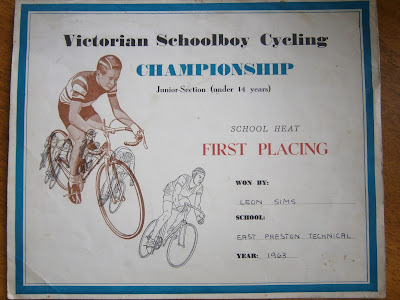 Victorian Schoolboy Cycling
CHAMPIONSHIP
Junior-Section (under 14 years)
SCHOOL HEAT
FIRST PLACING
WON BY:
LEON SIMS
SCHOOL:
EAST PRESTON TECHNICAL
YEAR: 1963